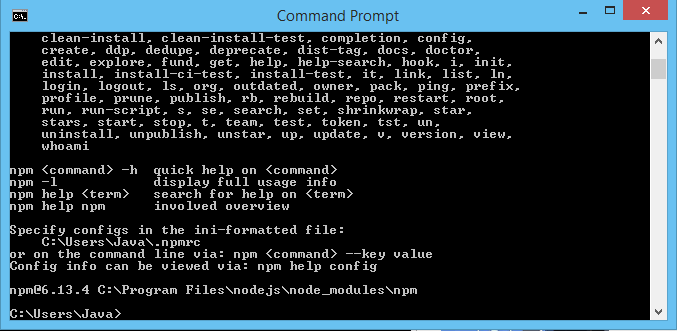 Command Prompt
clean-install, clean-install-test, completion, config,
create, ddp, dedupe, deprecate, dist-tag, docs, doctor,
edit, explore, fund, get, help, help-search, hook, i, init,
install, install-ci-test, install-test, it, link, list, ln,
login, logout, ls, org, outdated, owner, pack, ping, prefix,
profile, prune, publish, rb, rebuild, repo, restart, root,
run, run-script, s, se, search, set, shrinkwrap, star,
stars, start, stop, t, team, test, token, tst, un,
uninstall, unpublish, unstar, up, update, v, version, view,
whoami
npm <command> -h  quick help on <command>
npm -l            display full usage info
npm help <term>   search for help on <term>
npm help npm      involved overview
Specify configs in the ini-formatted file:
C:\Users\Java\.npmrc
or on the command line via: npm <command> --key value
Config info can be viewed via: npm help config
npm@6.13.4 C:\Program Files\nodejs\node_modules\npm
C:\Users\Java>